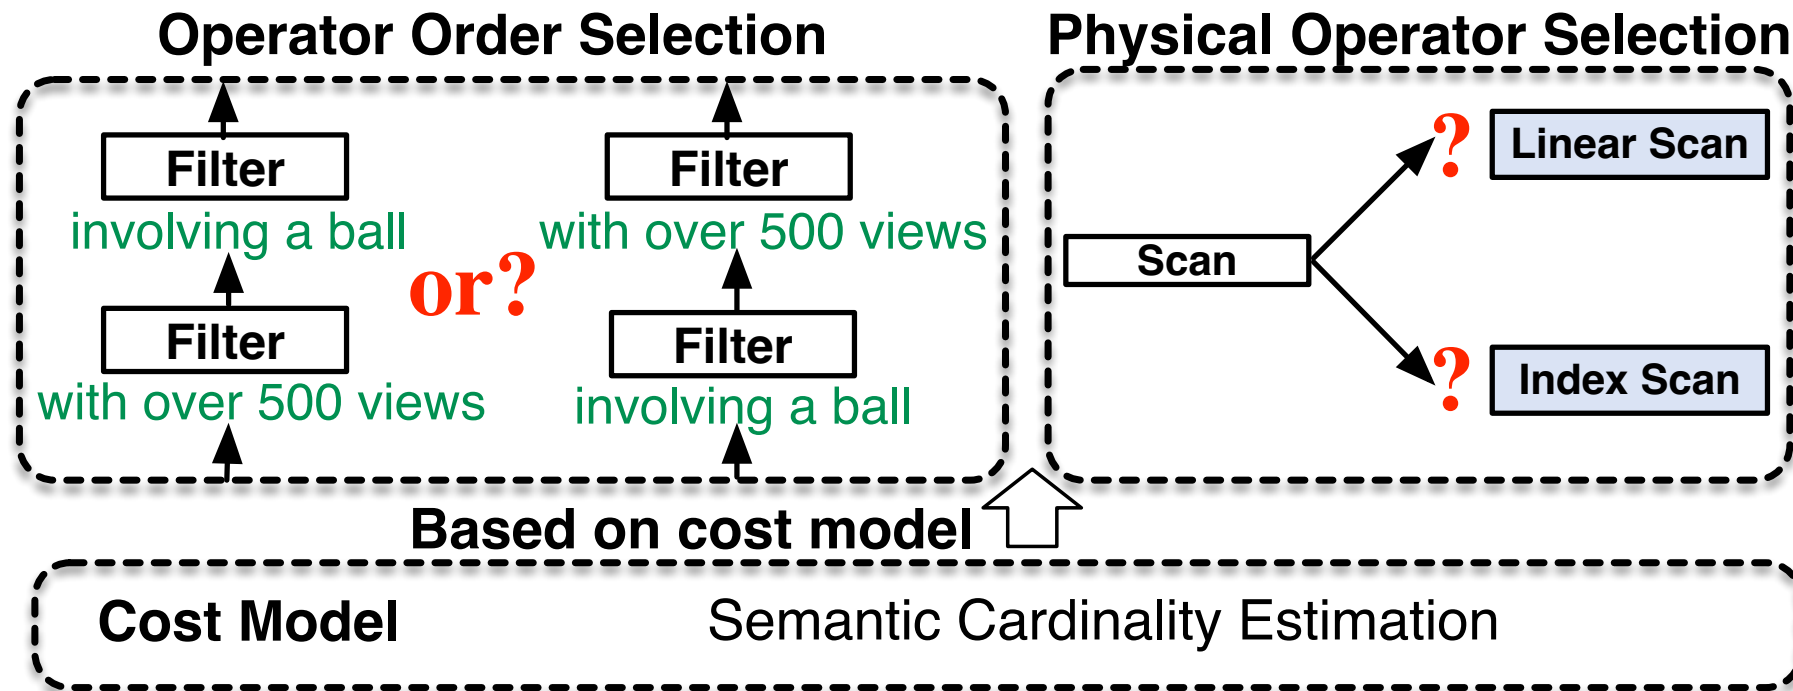 Operator Order Selection
Filter
involving a ball
Filter
with over 500 views
or?
Filter
with over 500 views
Filter
involving a ball
Physical Operator Selection
Scan
?
Linear Scan
?
Index Scan
Based on cost model
Cost Model
Semantic Cardinality Estimation